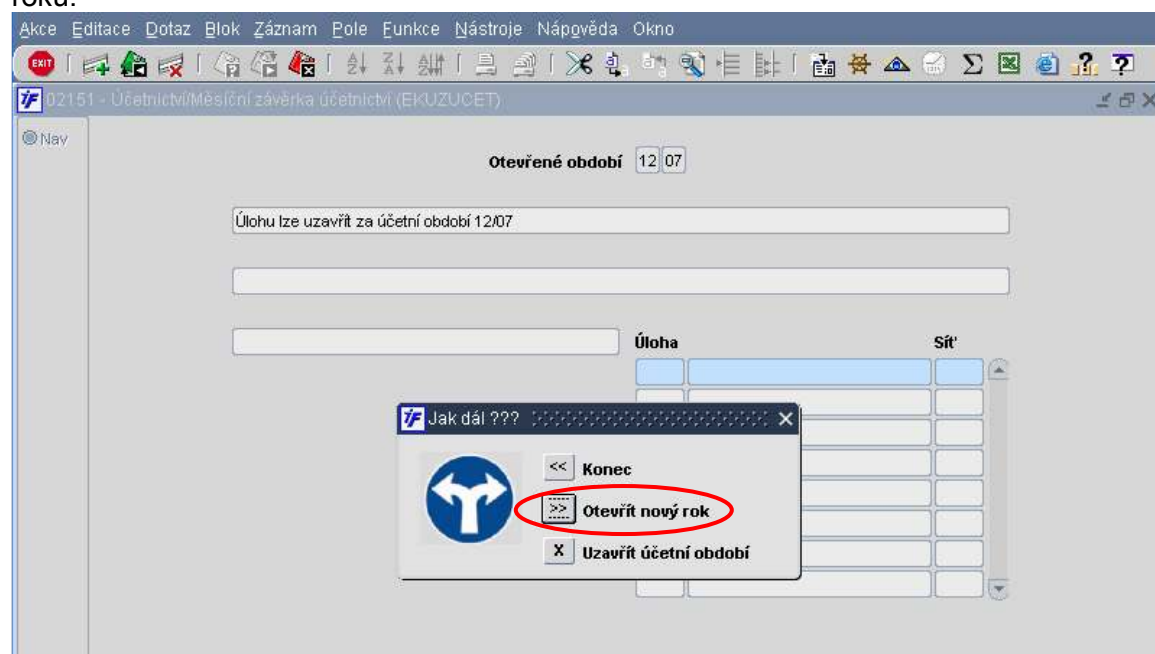 roku.
Akce Editace Dotaz Blok Záznam Pole Funkce Nástroje Nápověda Okno
EXIT
02151 - Účetnictví/Měsíční závěrka účetnictví (EKUZUCET)
Nav
Otevřené období 12 07
Úlohu lze uzavřít za účetní období 12/07
Úloha Síť
Jak dál ???
<< Konec
>> Otevřít nový rok
X Uzavřít účetní období